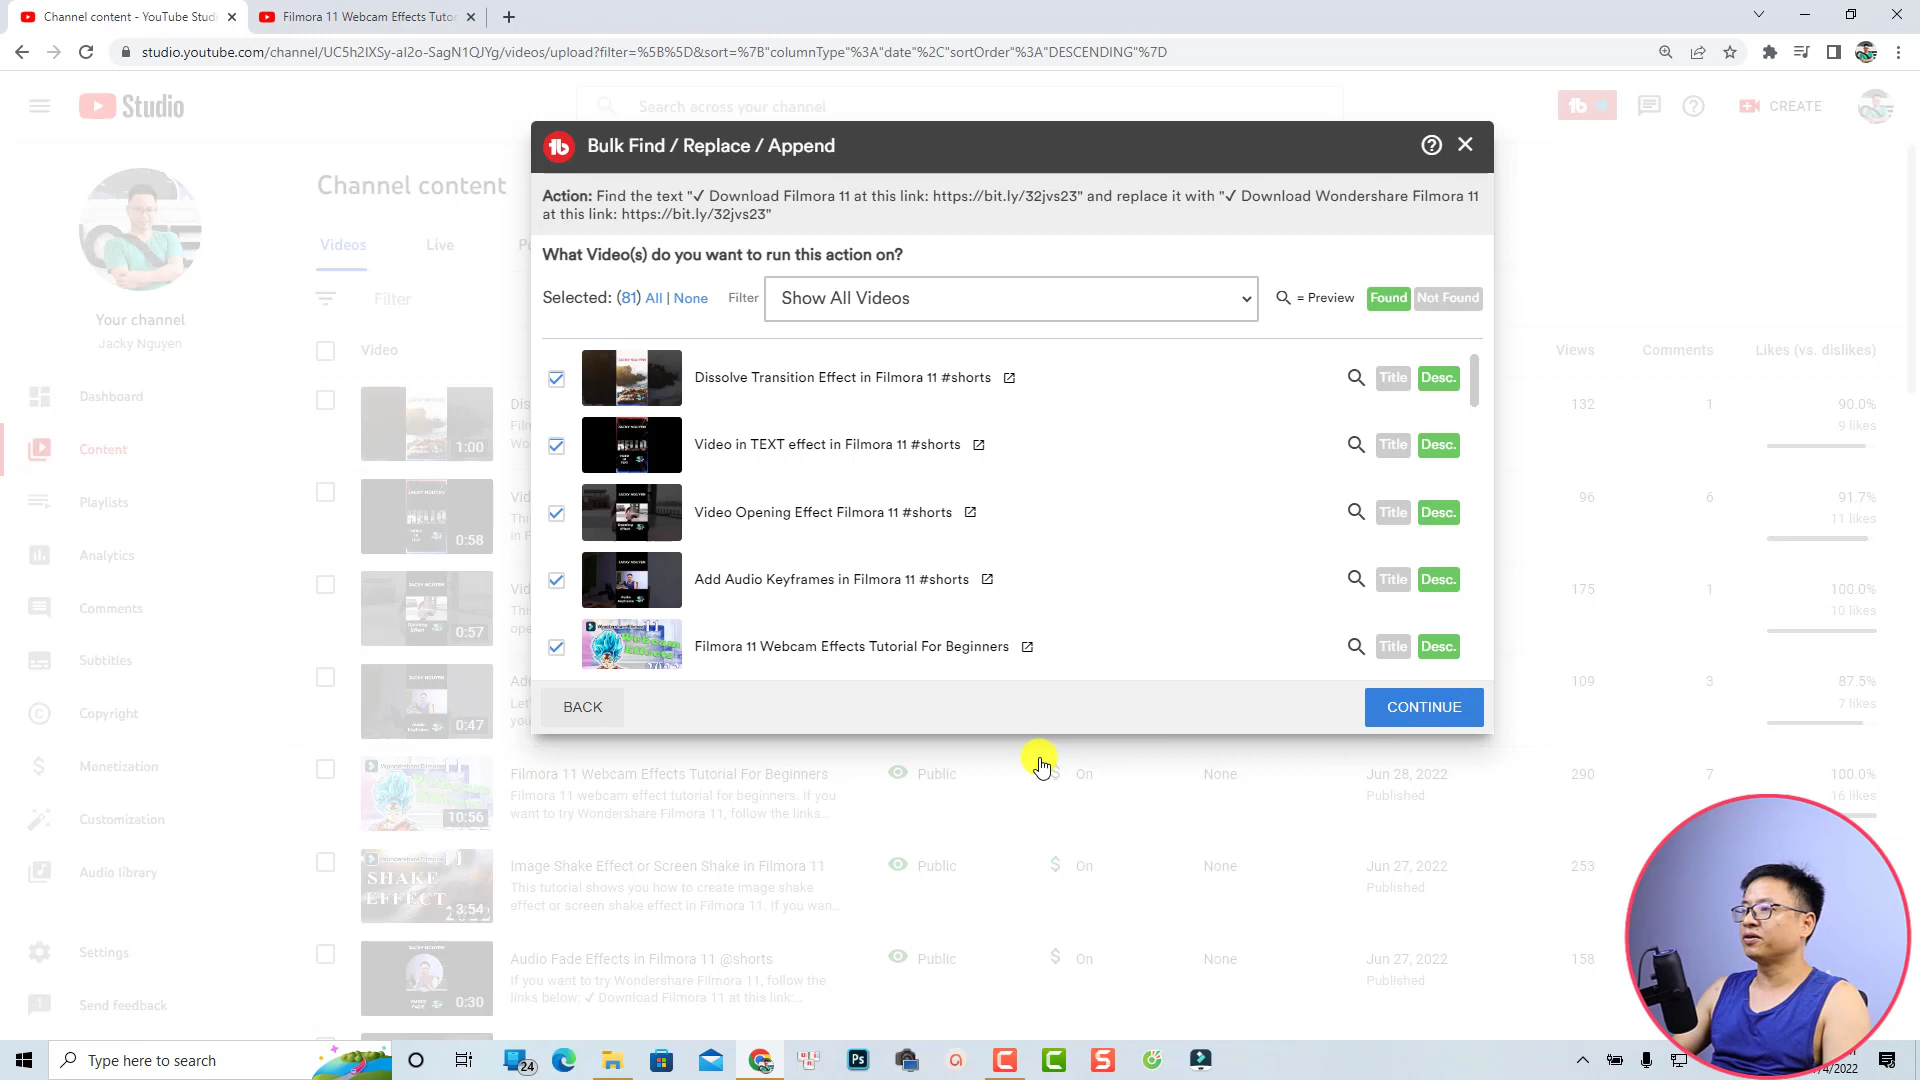 Channel content - YouTube Studi
Filmora 11 Webcam Effects Tutor
studio.youtube.com/channel/UC5h2IXSy-aI2o-SagN1QJYg/videos/upload?filter=%5B%5D&sort=%7B"columnType"%3A"date"%2C"sortOrder"%3A"DESCENDING"%7D
Studio
Search across your channel
CREATE
Bulk Find / Replace / Append
Action: Find the text "✓ Download Filmora 11 at this link: https://bit.ly/32jvs23" and replace it with "✓ Download Wondershare Filmora 11
at this link: https://bit.ly/32jvs23"
What Video(s) do you want to run this action on?
Selected: (81) All | None Filter Show All Videos = Preview Found Not Found
Dissolve Transition Effect in Filmora 11 #shorts Title Desc.
Video in TEXT effect in Filmora 11 #shorts Title Desc.
Video Opening Effect Filmora 11 #shorts Title Desc.
Add Audio Keyframes in Filmora 11 #shorts Title Desc.
Filmora 11 Webcam Effects Tutorial For Beginners Title Desc.
BACK
CONTINUE
Your channel
Jacky Nguyen
Dashboard
Content
Playlists
Analytics
Comments
Subtitles
Copyright
Monetization
Customization
Audio library
Settings
Send feedback
Channel content
Videos Live
Filter
Video Views Comments Likes (vs. dislikes)
1:00 132 1 90.0%
9 likes
0:58 96 6 91.7%
11 likes
0:57 175 1 100.0%
10 likes
0:47 109 3 87.5%
7 likes
Filmora 11 Webcam Effects Tutorial For Beginners Public On None Jun 28, 2022 290 7 100.0%
Filmora 11 webcam effect tutorial for beginners. If you Published 16 likes
want to try Wondershare Filmora 11, follow the links...
10:56
Image Shake Effect or Screen Shake in Filmora 11 Public On None Jun 27, 2022 253
This tutorial shows you how to create image shake Published
effect or screen shake effect in Filmora 11. If you wan...
SHAKE
EFFECT
3:54
Audio Fade Effects in Filmora 11 @shorts Public On None Jun 27, 2022 158
If you want to try Wondershare Filmora 11, follow the Published
links below: ✓ Download Filmora 11 at this link:...
0:30
Type here to search
24
Ps
/4/2022